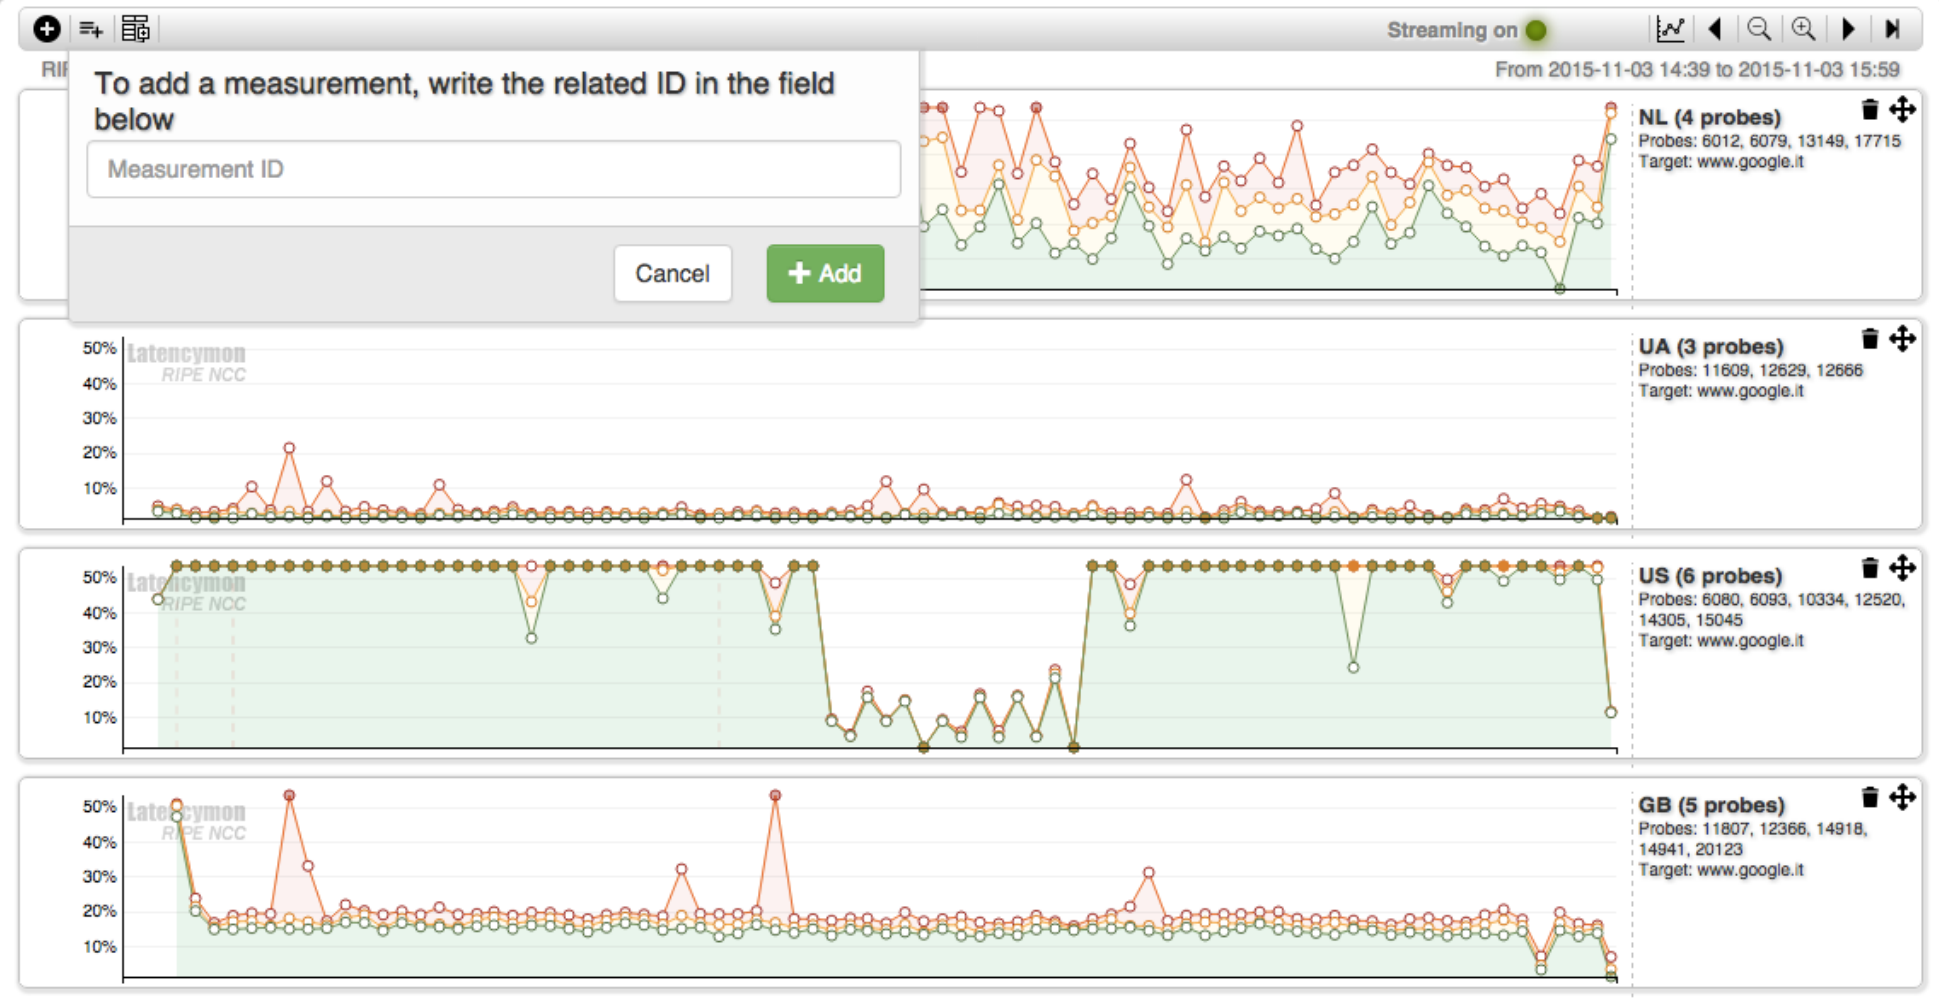 Streaming on
From 2015-11-03 14:39 to 2015-11-03 15:59
To add a measurement, write the related ID in the field
below
Measurement ID
Cancel
Add
NL (4 probes)
Probes: 6012, 6079, 13149, 17715
Target: www.google.it
50%
40%
30%
20%
10%
Latencymon
RIPE NCC
UA (3 probes)
Probes: 11609, 12629, 12666
Target: www.google.it
50%
40%
30%
20%
10%
Latencymon
RIPE NCC
US (6 probes)
Probes: 6080, 6093, 10334, 12520,
14305, 15045
Target: www.google.it
50%
40%
30%
20%
10%
Latencymon
RIPE NCC
GB (5 probes)
Probes: 11807, 12366, 14918,
14941, 20123
Target: www.google.it